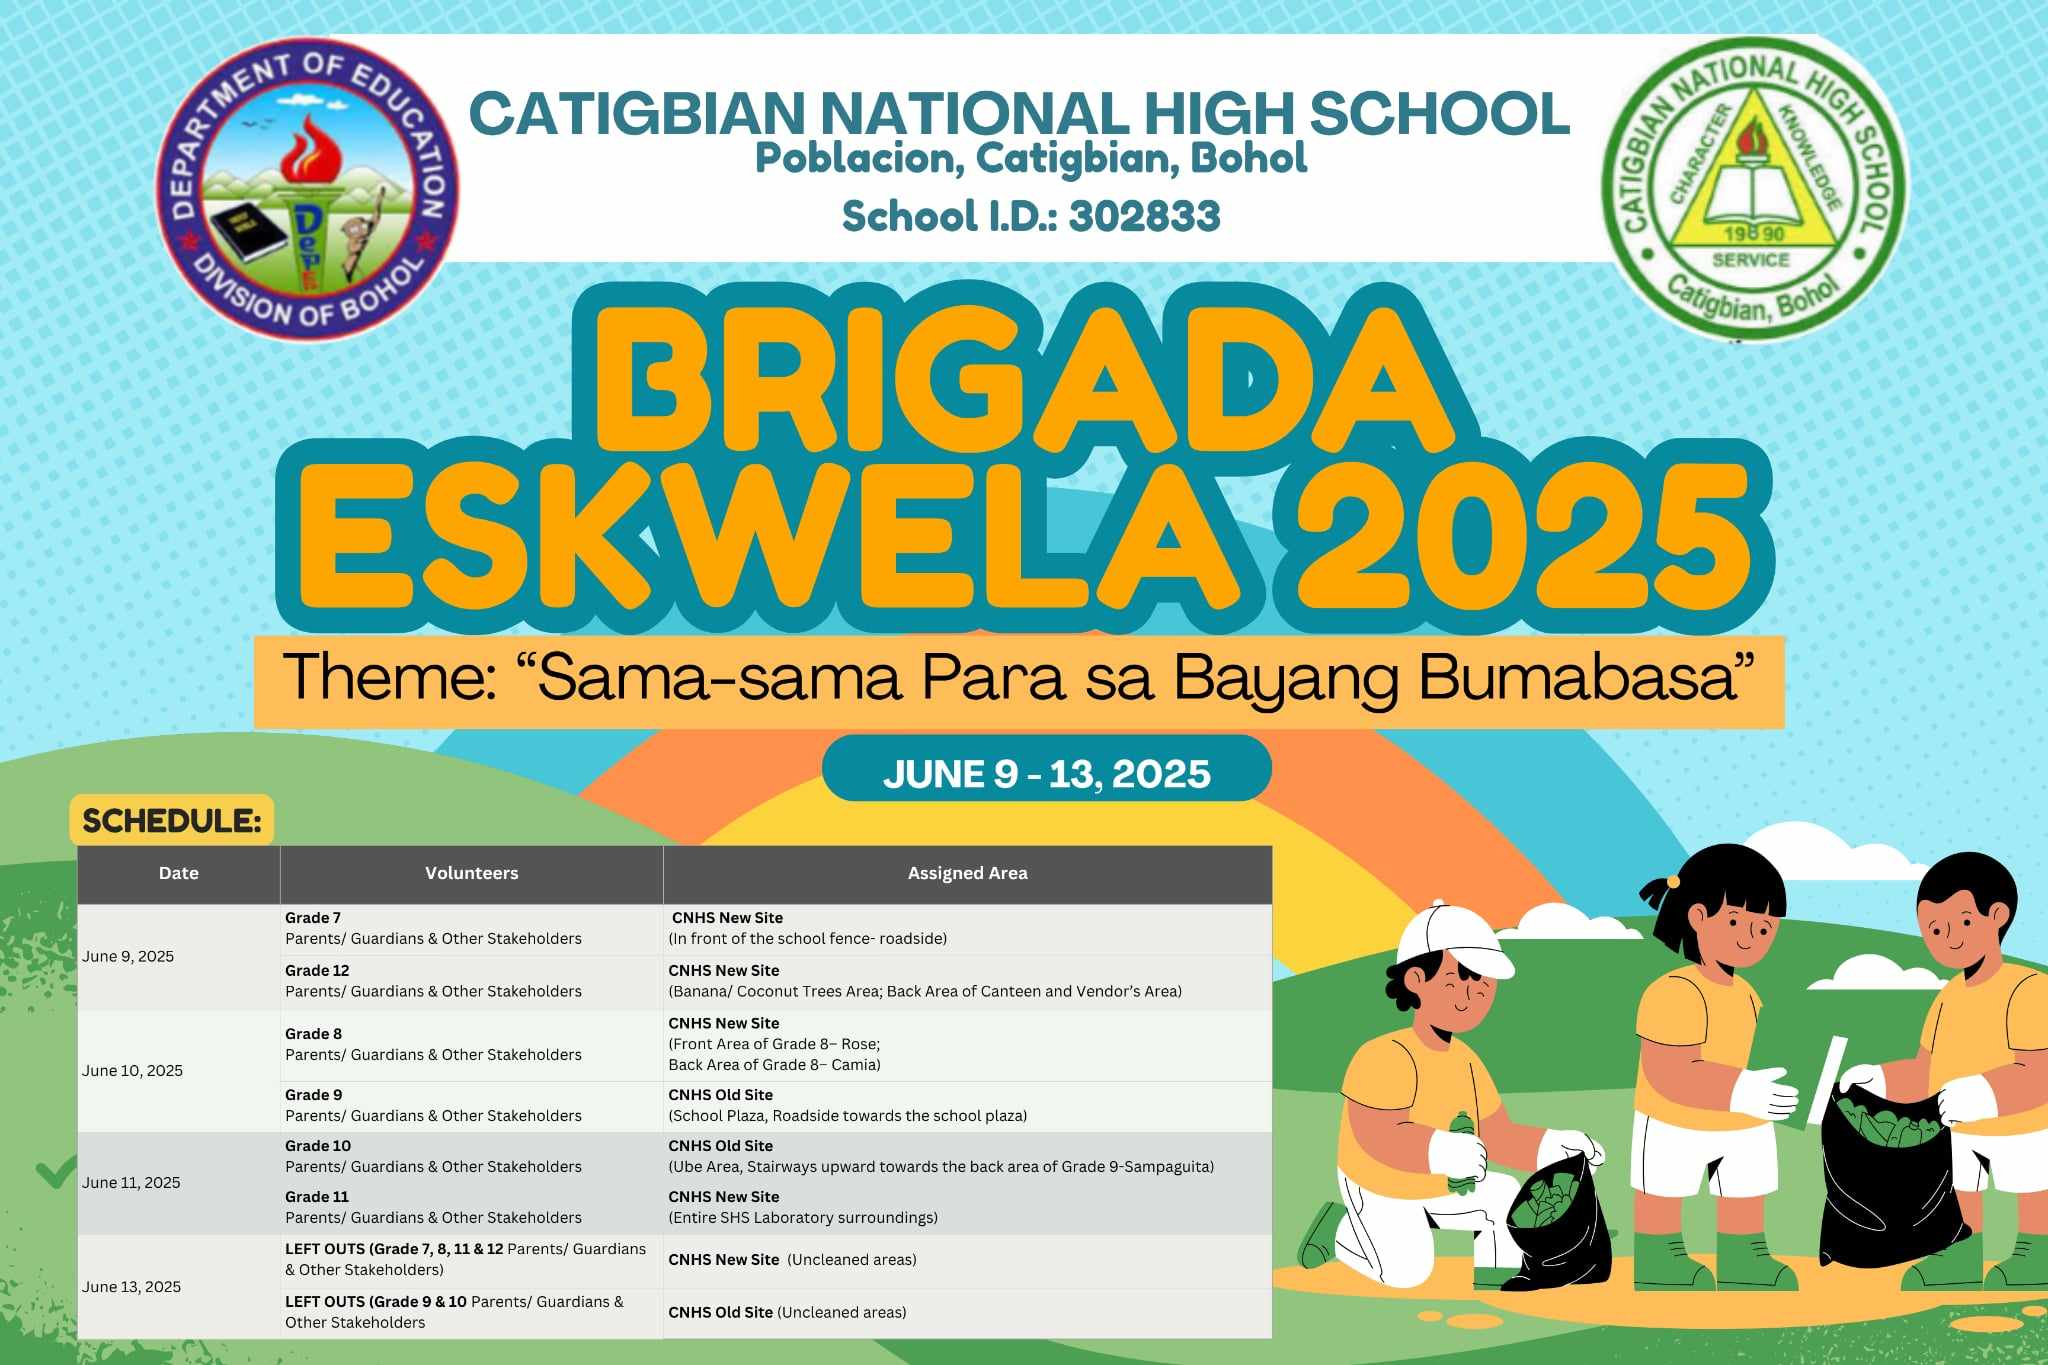 DEPARTMENT OF EDUCATION
DIVISION OF BOHOL
DepEd
CATIGBIAN NATIONAL HIGH SCHOOL
Poblacion, Catigbian, Bohol
School I.D.: 302833
CATIGBIAN NATIONAL HIGH SCHOOL
CHARACTER
KNOWLEDGE
1990
SERVICE
Catigbian, Bohol
BRIGADA
ESKWELA 2025
Theme: “Sama-sama Para sa Bayang Bumabasa”
JUNE 9 - 13, 2025
SCHEDULE:
Date Volunteers Assigned Area
June 9, 2025
Grade 7
Parents/ Guardians & Other Stakeholders
CNHS New Site
(In front of the school fence- roadside)
Grade 12
Parents/ Guardians & Other Stakeholders
CNHS New Site
(Banana/ Coconut Trees Area; Back Area of Canteen and Vendor’s Area)
June 10, 2025
Grade 8
Parents/ Guardians & Other Stakeholders
CNHS New Site
(Front Area of Grade 8– Rose;
Back Area of Grade 8– Camia)
Grade 9
Parents/ Guardians & Other Stakeholders
CNHS Old Site
(School Plaza, Roadside towards the school plaza)
June 11, 2025
Grade 10
Parents/ Guardians & Other Stakeholders
CNHS Old Site
(Ube Area, Stairways upward towards the back area of Grade 9-Sampaguita)
Grade 11
Parents/ Guardians & Other Stakeholders
CNHS New Site
(Entire SHS Laboratory surroundings)
June 13, 2025
LEFT OUTS (Grade 7, 8, 11 & 12 Parents/ Guardians
& Other Stakeholders)
CNHS New Site (Uncleaned areas)
LEFT OUTS (Grade 9 & 10 Parents/ Guardians &
Other Stakeholders
CNHS Old Site (Uncleaned areas)